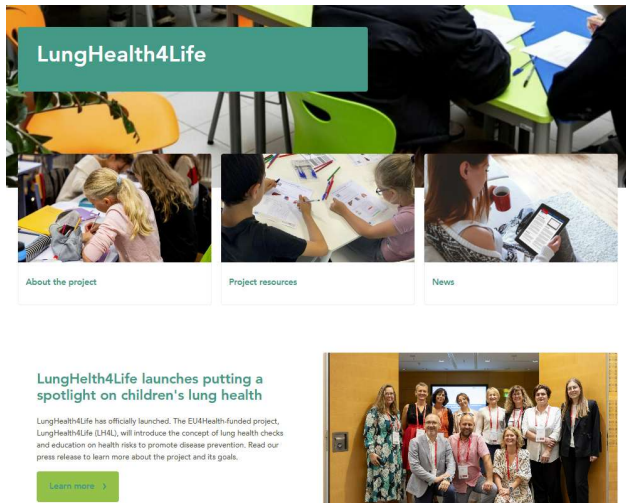 LungHealth4Life
About the project
Project resources
News
LungHelth4Life launches putting a
spotlight on children's lung health
LungHealth4Life has officially launched. The EU4Health-funded project,
LungHealth4Life (LH4L), will introduce the concept of lung health checks
and education on health risks to promote disease prevention. Read our
press release to learn more about the project and its goals.
Learn more >